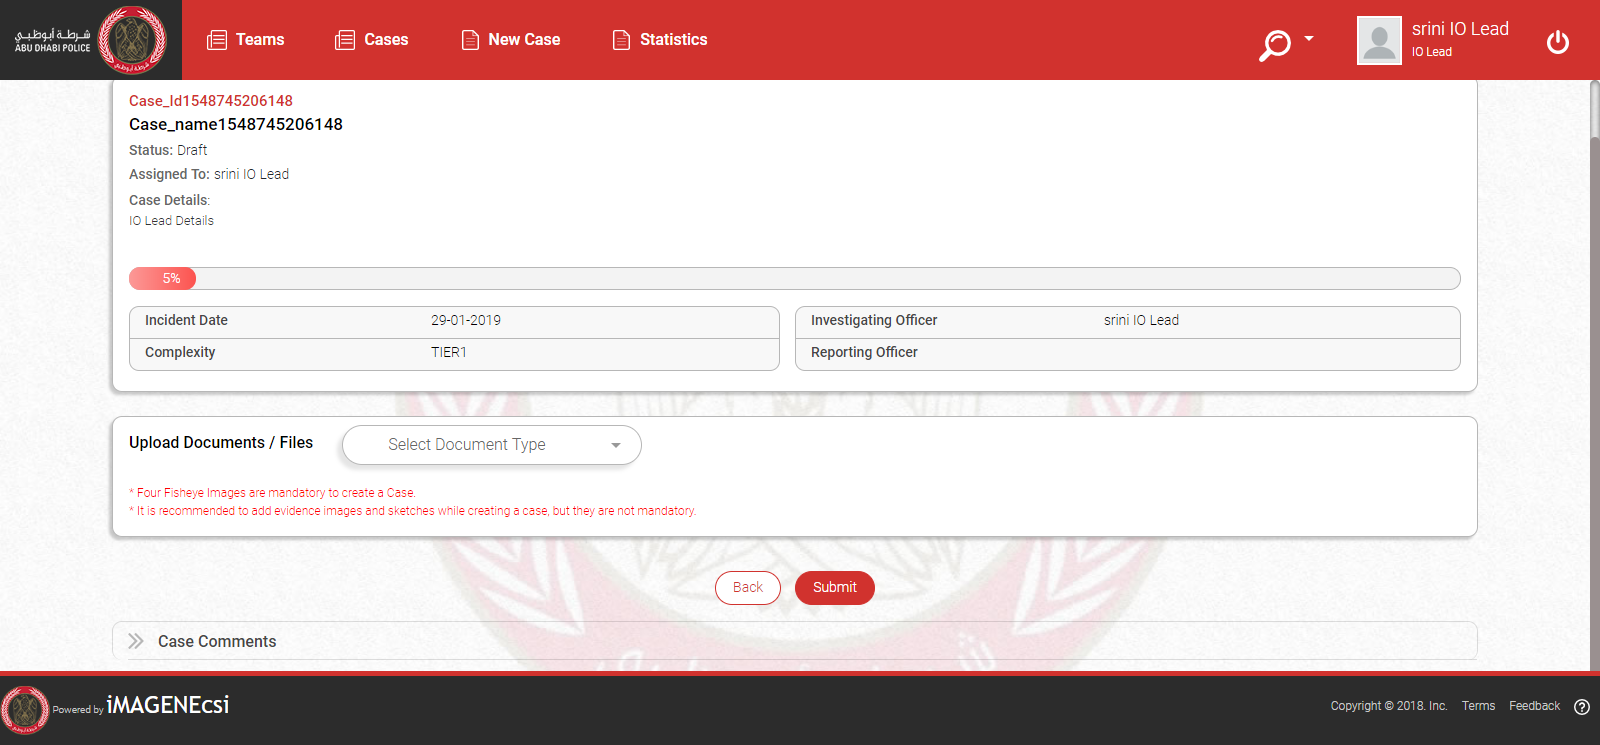 شرطة أبوظبي
ABU DHABI POLICE
Teams
Cases
New Case
Statistics
srini IO Lead
IO Lead
Case_Id1548745206148
Case_name1548745206148
Status: Draft
Assigned To: srini IO Lead
Case Details:
IO Lead Details
5%
Incident Date 29-01-2019
Complexity TIER1
Investigating Officer srini IO Lead
Reporting Officer
Upload Documents / Files
Select Document Type
* Four Fisheye Images are mandatory to create a Case.
* It is recommended to add evidence images and sketches while creating a case, but they are not mandatory.
Back
Submit
Case Comments
Powered by iMAGENEcsi
Copyright © 2018. Inc.
Terms
Feedback